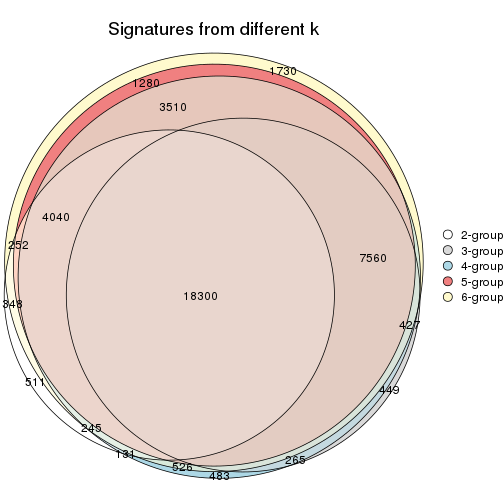 Signatures from different k
1730
1280
3510
4040
252
7560
18300
348
427
511
449
245
131
526
265
483
2-group
3-group
4-group
5-group
6-group